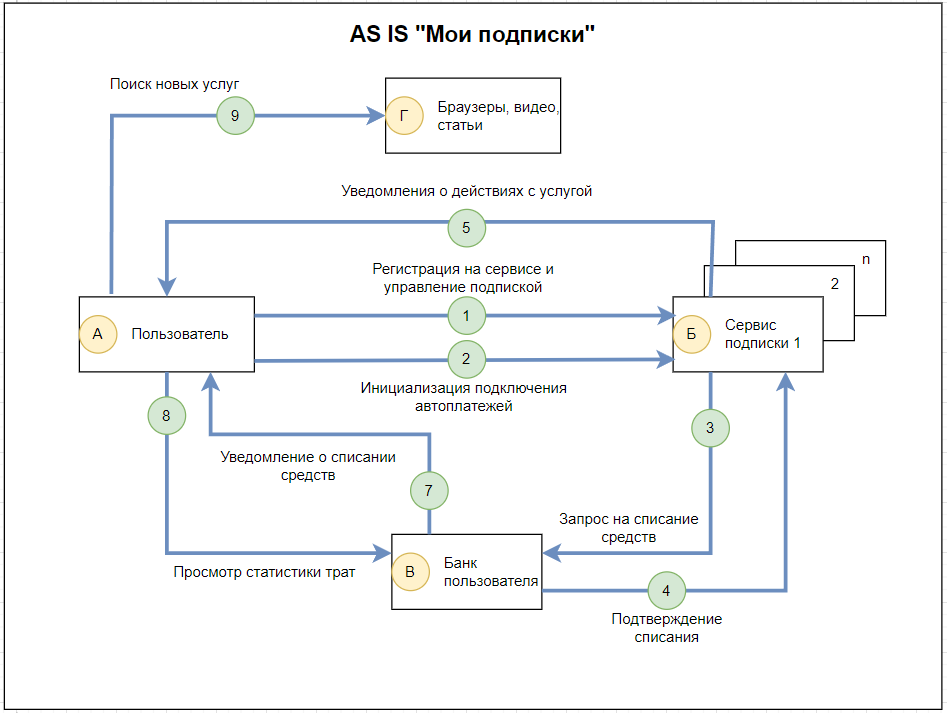 AS IS "Мои подписки"
Поиск новых услуг
9
Г
Браузеры, видео,
статьи
Уведомления о действиях с услугой
5
n
2
Регистрация на сервисе и
управление подпиской
1
А
Пользователь
Б
Сервис
подписки 1
2
Инициализация подключения
автоплатежей
8
3
Уведомление о списании
средств
7
Запрос на списание
средств
В
Банк
пользователя
Просмотр статистики трат
4
Подтверждение
списания